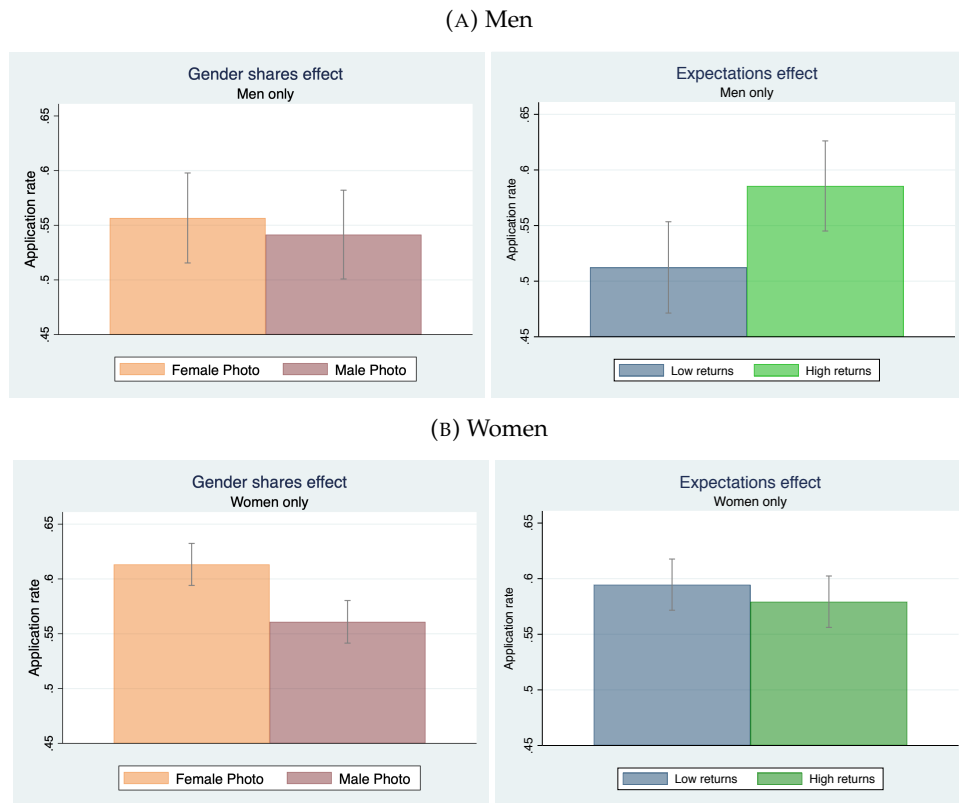 (A) Men
Gender shares effect
Men only
Application rate
.65
.6
.55
.5
.45
Female Photo
Male Photo
Expectations effect
Men only
Application rate
.65
.6
.55
.5
.45
Low returns
High returns
(B) Women
Gender shares effect
Women only
Application rate
.65
.6
.55
.5
.45
Female Photo
Male Photo
Expectations effect
Women only
Application rate
.65
.6
.55
.5
.45
Low returns
High returns